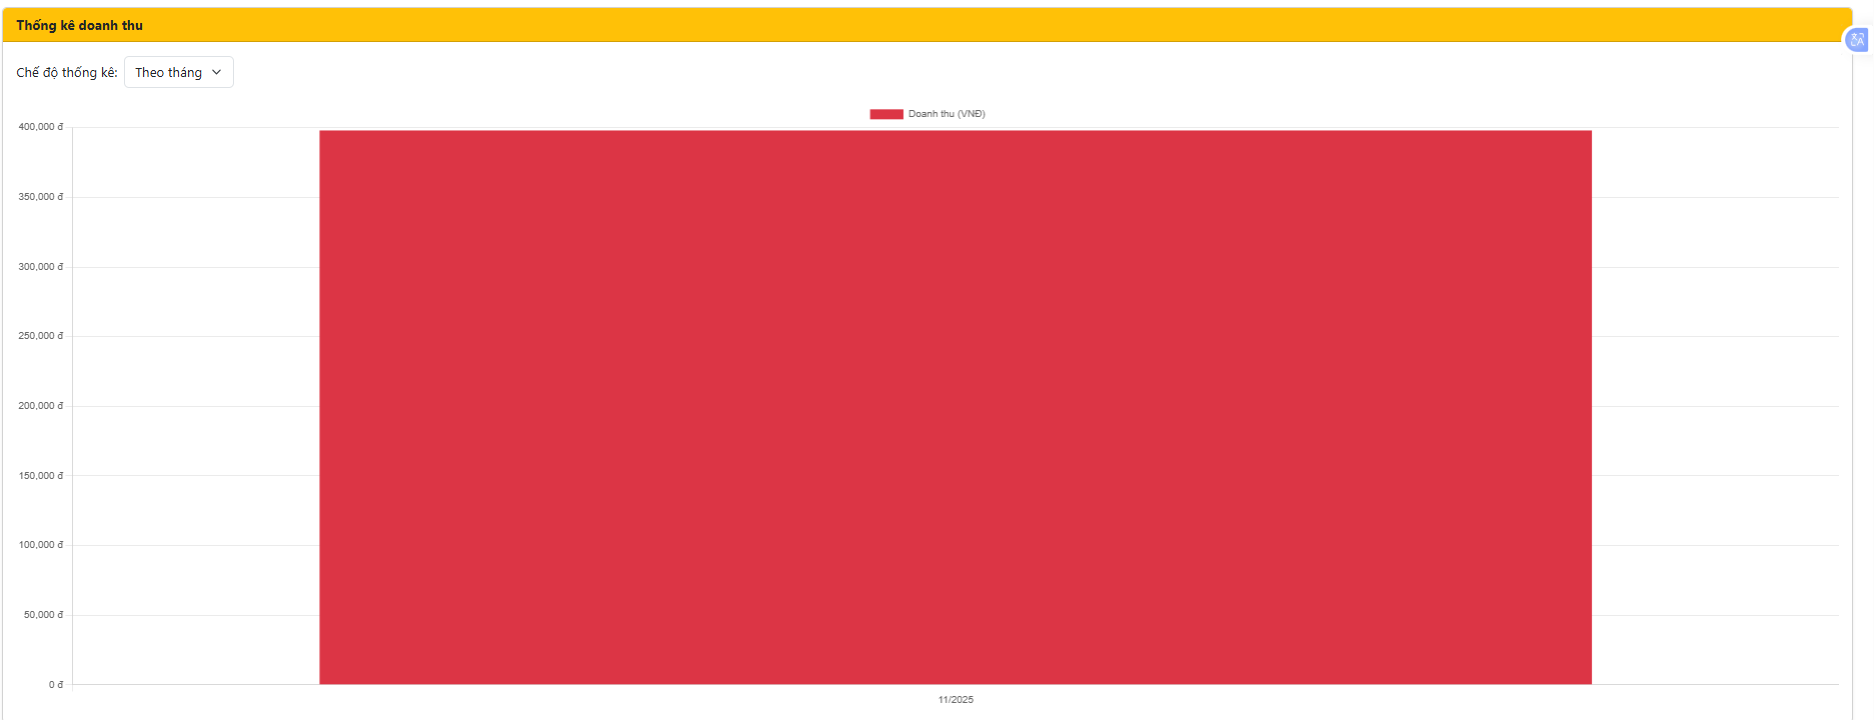 Thống kê doanh thu
Chế độ thống kê: Theo tháng
Doanh thu (VNĐ)
400,000 đ
350,000 đ
300,000 đ
250,000 đ
200,000 đ
150,000 đ
100,000 đ
50,000 đ
0 đ
11/2025